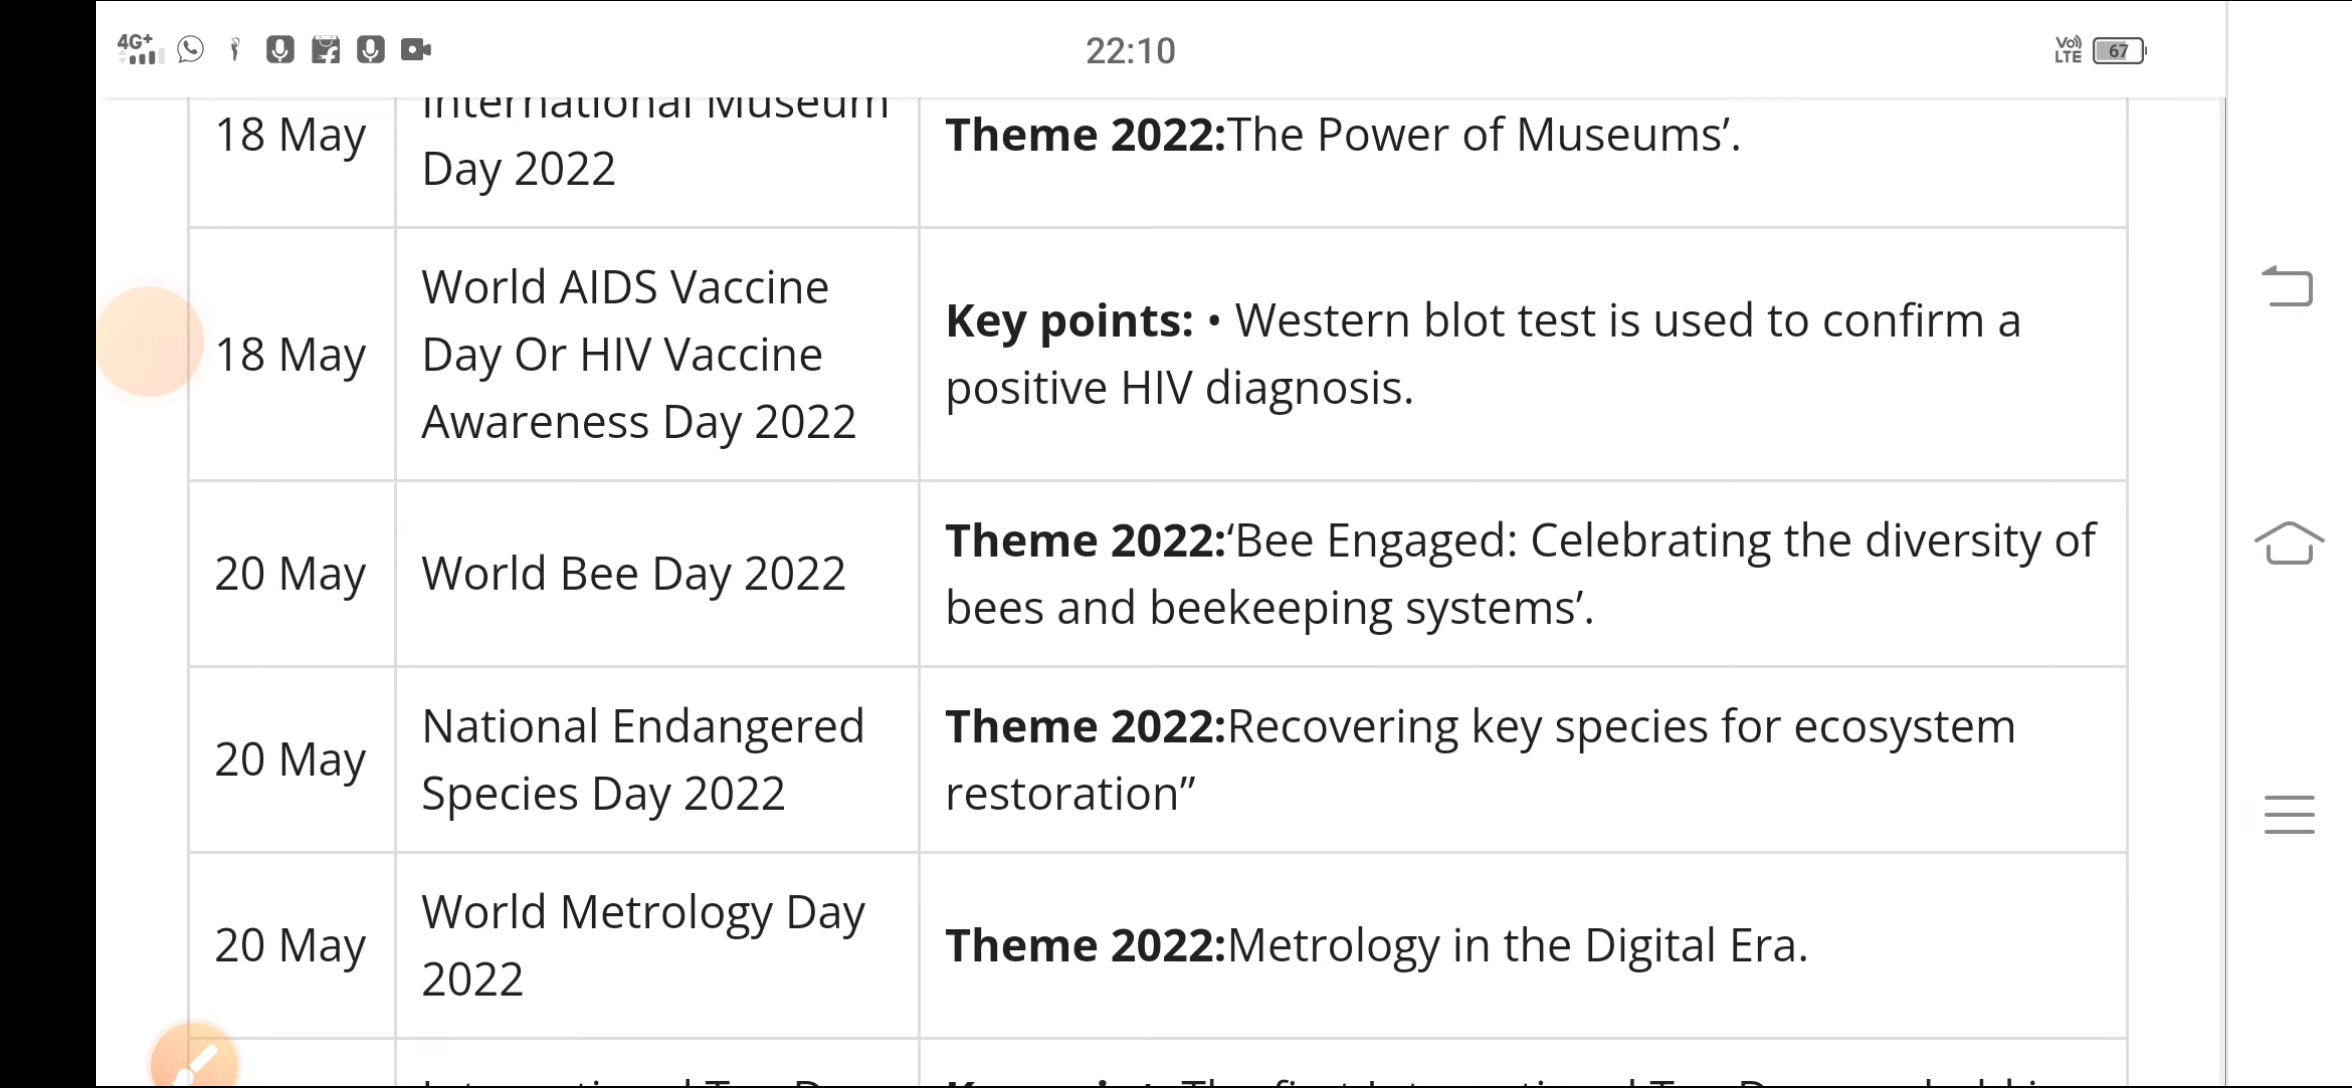 4G+
22:10
Vo))
LTE
67
International Museum
18 May
Day 2022
Theme 2022:The Power of Museums’.
World AIDS Vaccine
18 May
Day Or HIV Vaccine
Awareness Day 2022
Key points: • Western blot test is used to confirm a
positive HIV diagnosis.
20 May
World Bee Day 2022
Theme 2022:‘Bee Engaged: Celebrating the diversity of
bees and beekeeping systems’.
20 May
National Endangered
Species Day 2022
Theme 2022:Recovering key species for ecosystem
restoration”
20 May
World Metrology Day
2022
Theme 2022:Metrology in the Digital Era.